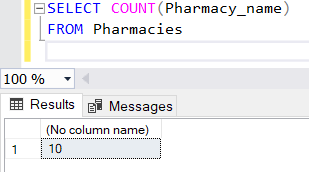 SELECT COUNT(Pharmacy_name)
FROM Pharmacies
100 %
Results Messages
(No column name)
1 10